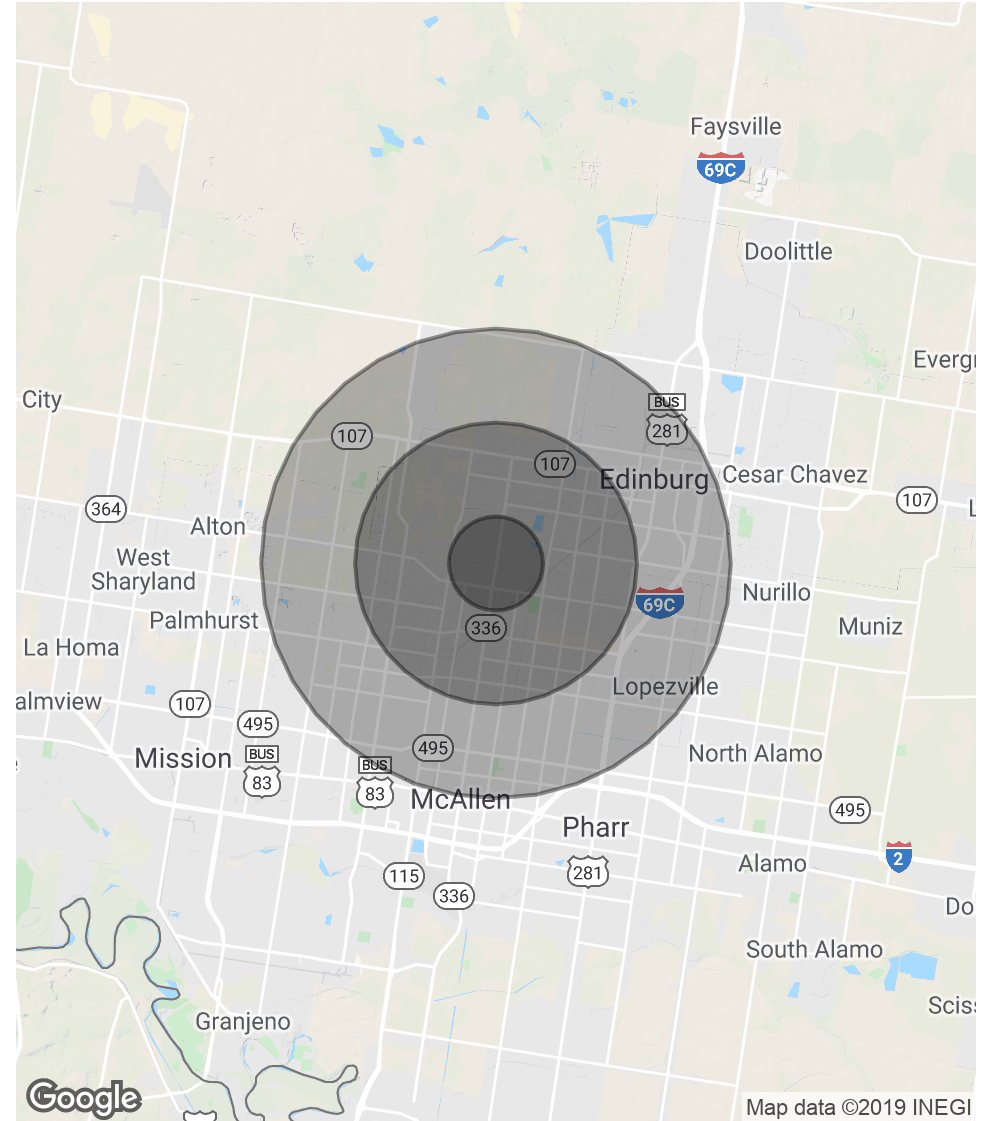 Faysville
69C
Doolittle
Evergr
City
BUS
281
107
107
Edinburg
Cesar Chavez
107
364
L
Alton
West
Sharyland
Nurillo
69C
Palmhurst
336
Muniz
La Homa
Lopezville
almview
107
495
495
North Alamo
Mission
BUS
83
BUS
83
McAllen
495
Pharr
2
Alamo
115
281
336
Do
South Alamo
Sciss
Granjeno
Google
Map data ©2019 INEGI